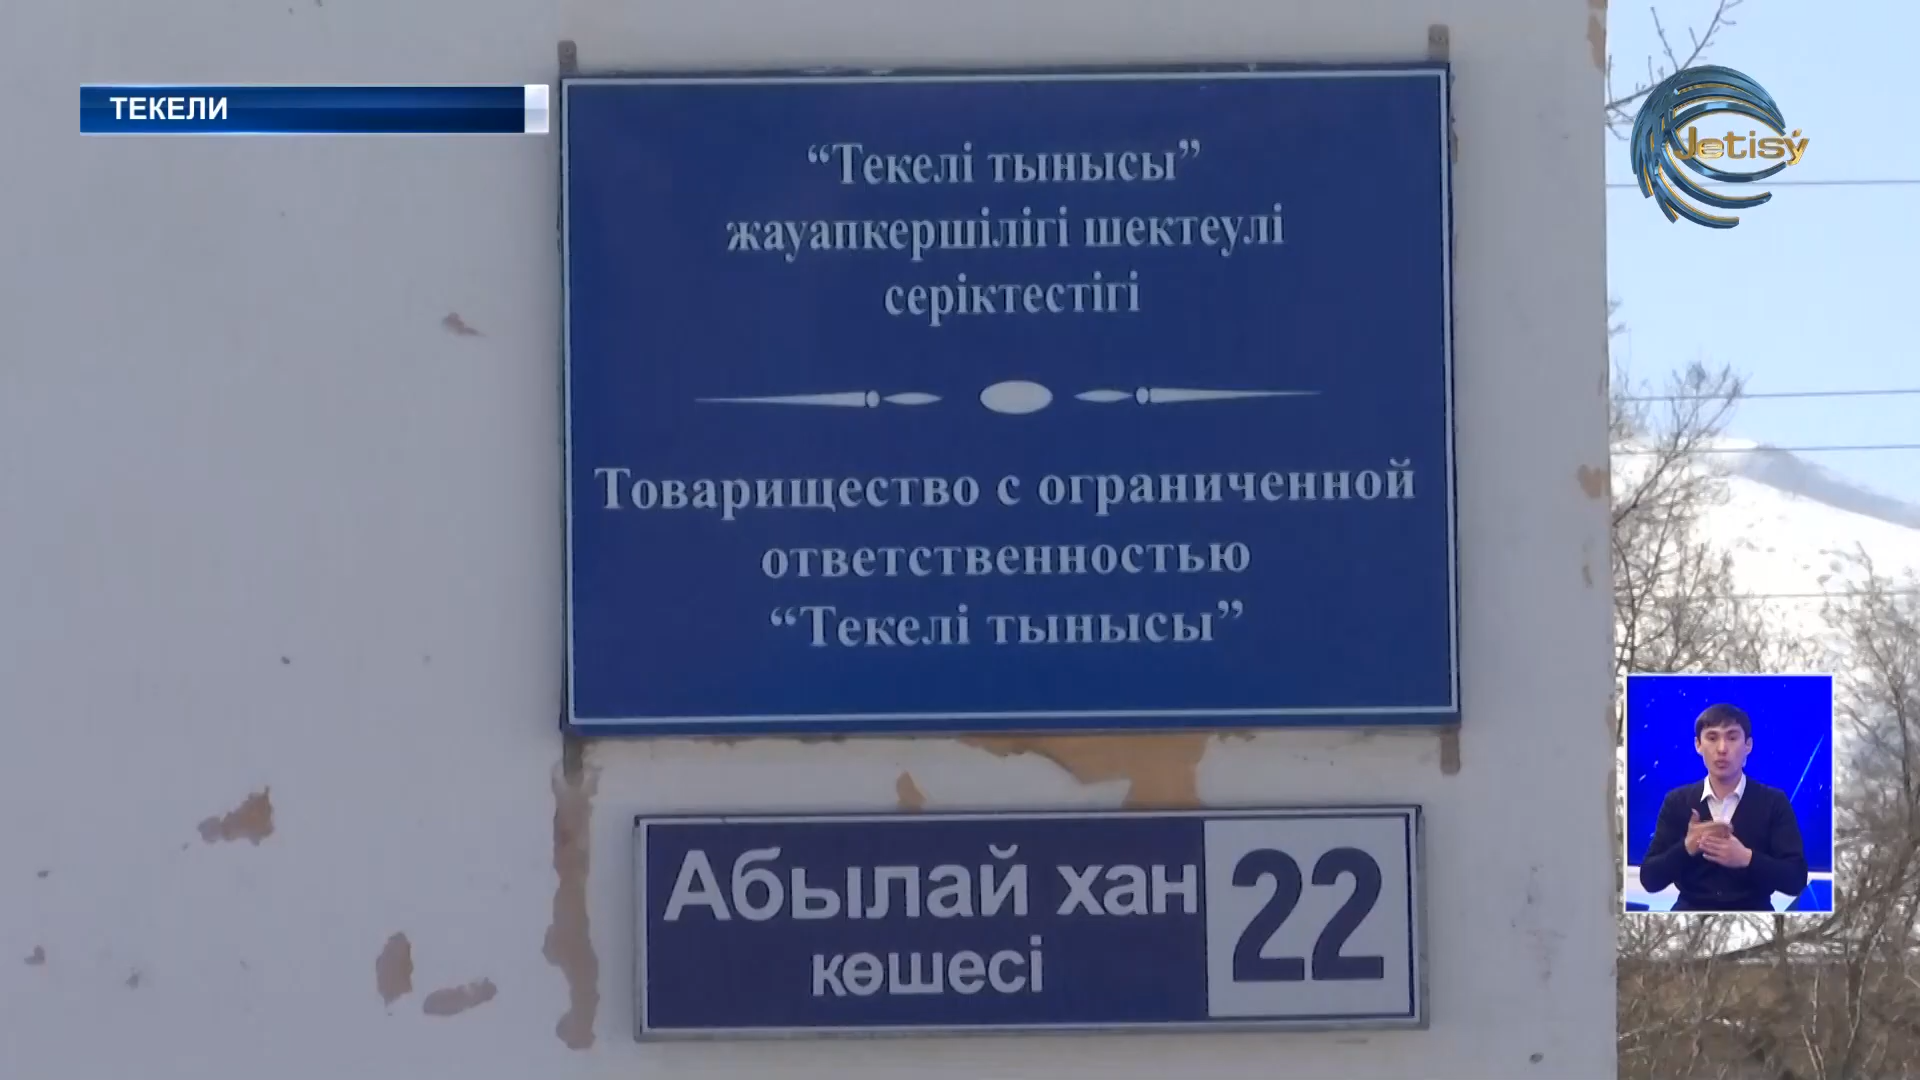 ТЕКЕЛИ
Jetisý
“Текелі тынысы”
жауапкершілігі шектеулі
серіктестігі
Товарищество с ограниченной
ответственностью
“Текелі тынысы”
Абылай хан
көшесі
22